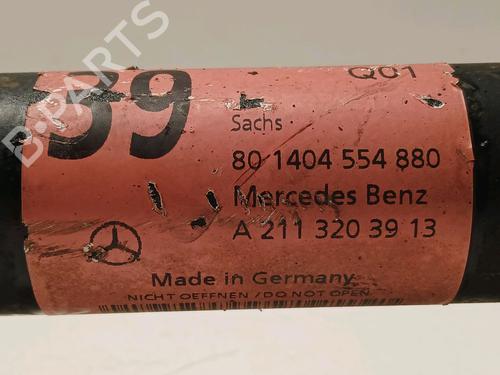 39
Q01
Sachs
80 1404 554 880
Mercedes Benz
A 211 320 39 13
Made in Germany
NICHT OEFFNEN / DO NOT OPEN
B-PARTS